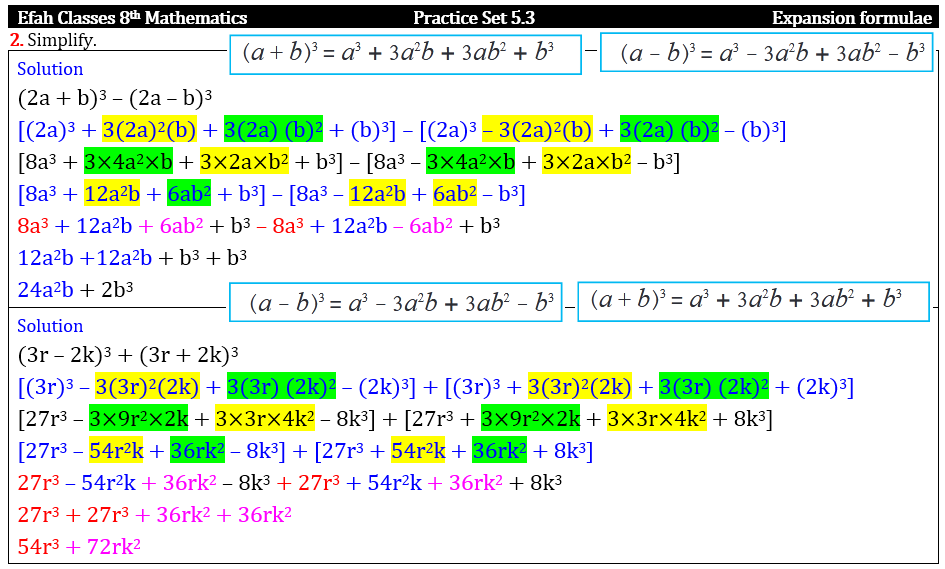 Efah Classes 8ᵗʰ Mathematics Practice Set 5.3 Expansion formulae
2. Simplify. (a + b)³ = a³ + 3a²b + 3ab² + b³ (a – b)³ = a³ – 3a²b + 3ab² – b³
Solution
(2a + b)³ – (2a – b)³
[(2a)³ + 3(2a)²(b) + 3(2a) (b)² + (b)³] – [(2a)³ – 3(2a)²(b) + 3(2a) (b)² – (b)³]
[8a³ + 3×4a²×b + 3×2a×b² + b³] – [8a³ – 3×4a²×b + 3×2a×b² – b³]
[8a³ + 12a²b + 6ab² + b³] – [8a³ – 12a²b + 6ab² – b³]
8a³ + 12a²b + 6ab² + b³ – 8a³ + 12a²b – 6ab² + b³
12a²b +12a²b + b³ + b³
24a²b + 2b³ (a – b)³ = a³ – 3a²b + 3ab² – b³ (a + b)³ = a³ + 3a²b + 3ab² + b³
Solution
(3r – 2k)³ + (3r + 2k)³
[(3r)³ – 3(3r)²(2k) + 3(3r) (2k)² – (2k)³] + [(3r)³ + 3(3r)²(2k) + 3(3r) (2k)² + (2k)³]
[27r³ – 3×9r²×2k + 3×3r×4k² – 8k³] + [27r³ + 3×9r²×2k + 3×3r×4k² + 8k³]
[27r³ – 54r²k + 36rk² – 8k³] + [27r³ + 54r²k + 36rk² + 8k³]
27r³ – 54r²k + 36rk² – 8k³ + 27r³ + 54r²k + 36rk² + 8k³
27r³ + 27r³ + 36rk² + 36rk²
54r³ + 72rk²